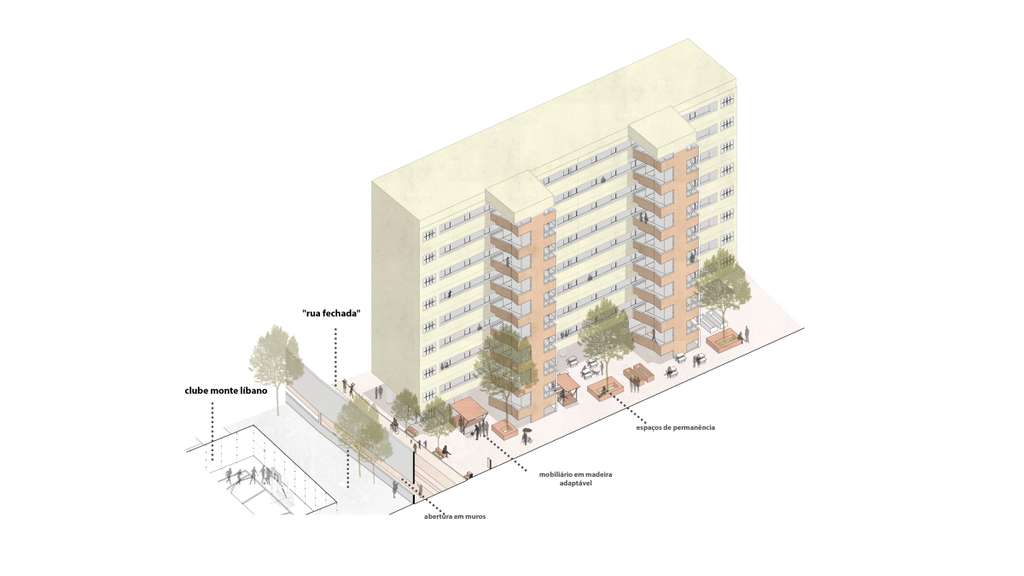 "rua fechada"
clube monte líbano
espaços de permanência
mobiliário em madeira
adaptável
abertura em muros